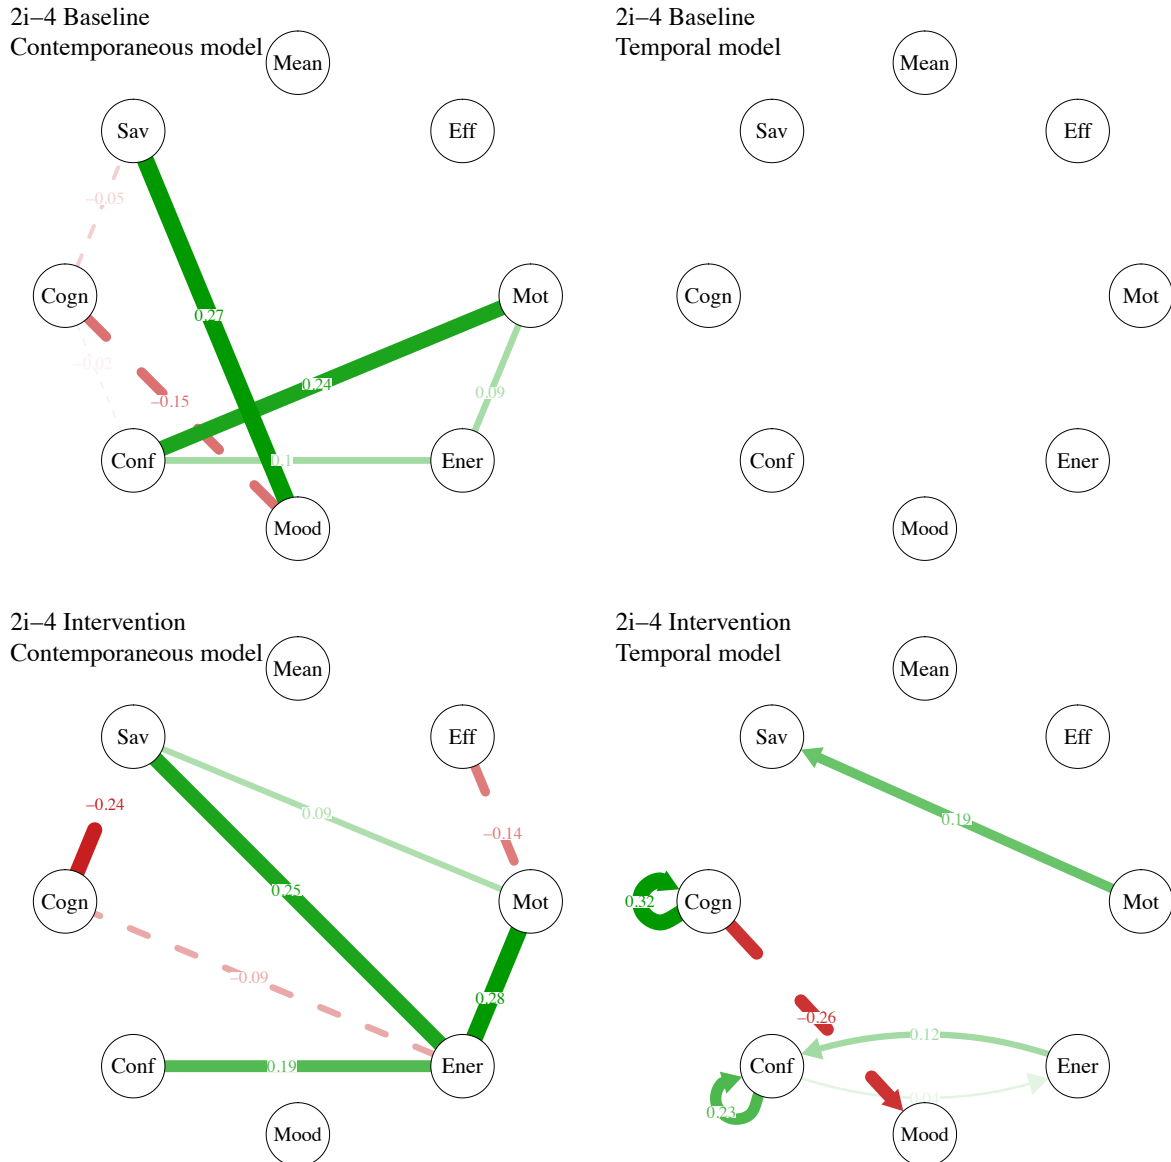 2i–4 Baseline
Contemporaneous model
Mean
Sav
Eff
–0.05
Cogn
Mot
0.27
–0.02
0.24
0.09
–0.15
Conf
0.1
Ener
Mood
2i–4 Baseline
Temporal model
Mean
Sav
Eff
Cogn
Mot
Conf
Ener
Mood
2i–4 Intervention
Contemporaneous model
Mean
Sav
Eff
–0.24
0.09
–0.14
0.25
Cogn
Mot
–0.09
0.28
Conf
0.19
Ener
Mood
2i–4 Intervention
Temporal model
Mean
Sav
Eff
0.19
0.32
Cogn
Mot
–0.26
0.12
Conf
Ener
0.04
0.23
Mood